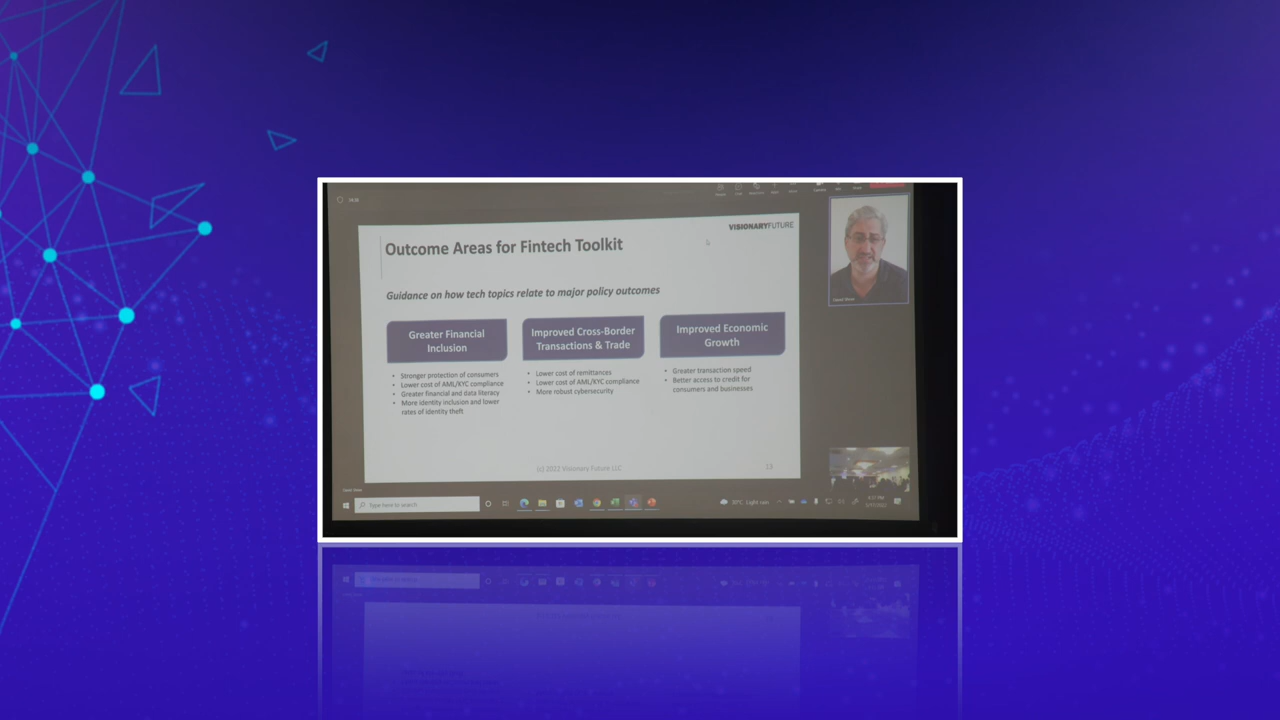 VISIONARYFUTURE
Outcome Areas for Fintech Toolkit
Guidance on how tech topics relate to major policy outcomes
Greater Financial
Inclusion
• Stronger protection of consumers
• Lower cost of AML/KYC compliance
• Greater financial and data literacy
• More identity inclusion and lower
rates of identity theft
Improved Cross-Border
Transactions & Trade
• Lower cost of remittances
• Lower cost of AML/KYC compliance
• More robust cybersecurity
Improved Economic
Growth
• Greater transaction speed
• Better access to credit for
consumers and businesses
(c) 2022 Visionary Future LLC
Type here to search
30°C Light rain